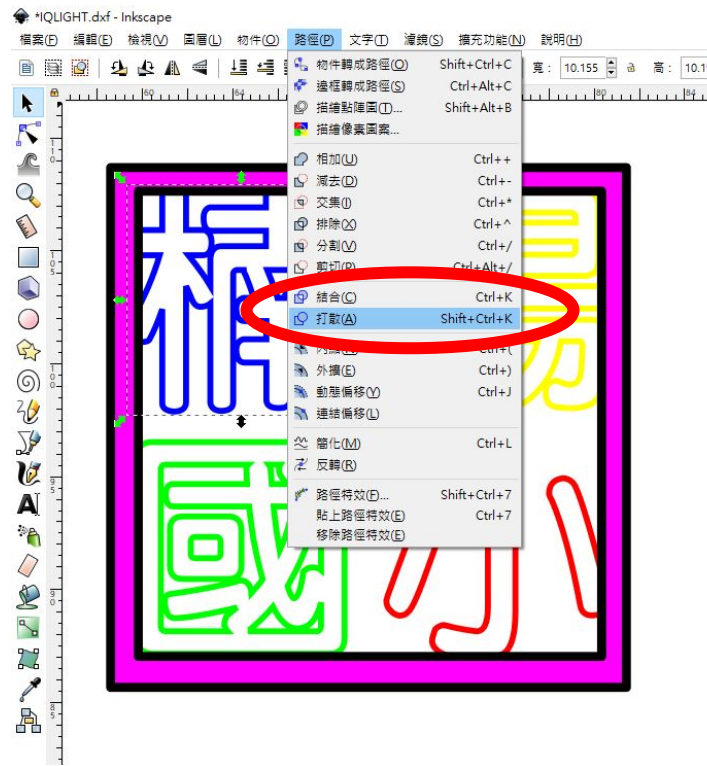 *IQLIGHT.dxf - Inkscape
檔案(F) 編輯(E) 檢視(V) 圖層(L) 物件(O) 路徑(P) 文字(T) 濾鏡(S) 擴充功能(N) 說明(H)
寬： 10.155 高： 10.1
物件轉成路徑(O) Shift+Ctrl+C
邊框轉成路徑(S) Ctrl+Alt+C
描繪點陣圖(T)... Shift+Alt+B
描繪像素圖案...
相加(U) Ctrl++
減去(D) Ctrl+-
交集(I) Ctrl+*
排除(X) Ctrl+^
分割(V) Ctrl+/
剪切(P) Ctrl+Alt+/
結合(C) Ctrl+K
打散(A) Shift+Ctrl+K
Ctrl+(
外擴(E) Ctrl+)
動態偏移(Y) Ctrl+J
連結偏移(L)
簡化(M) Ctrl+L
反轉(R)
路徑特效(F)... Shift+Ctrl+7
貼上路徑特效(E) Ctrl+7
移除路徑特效(E)
國 小